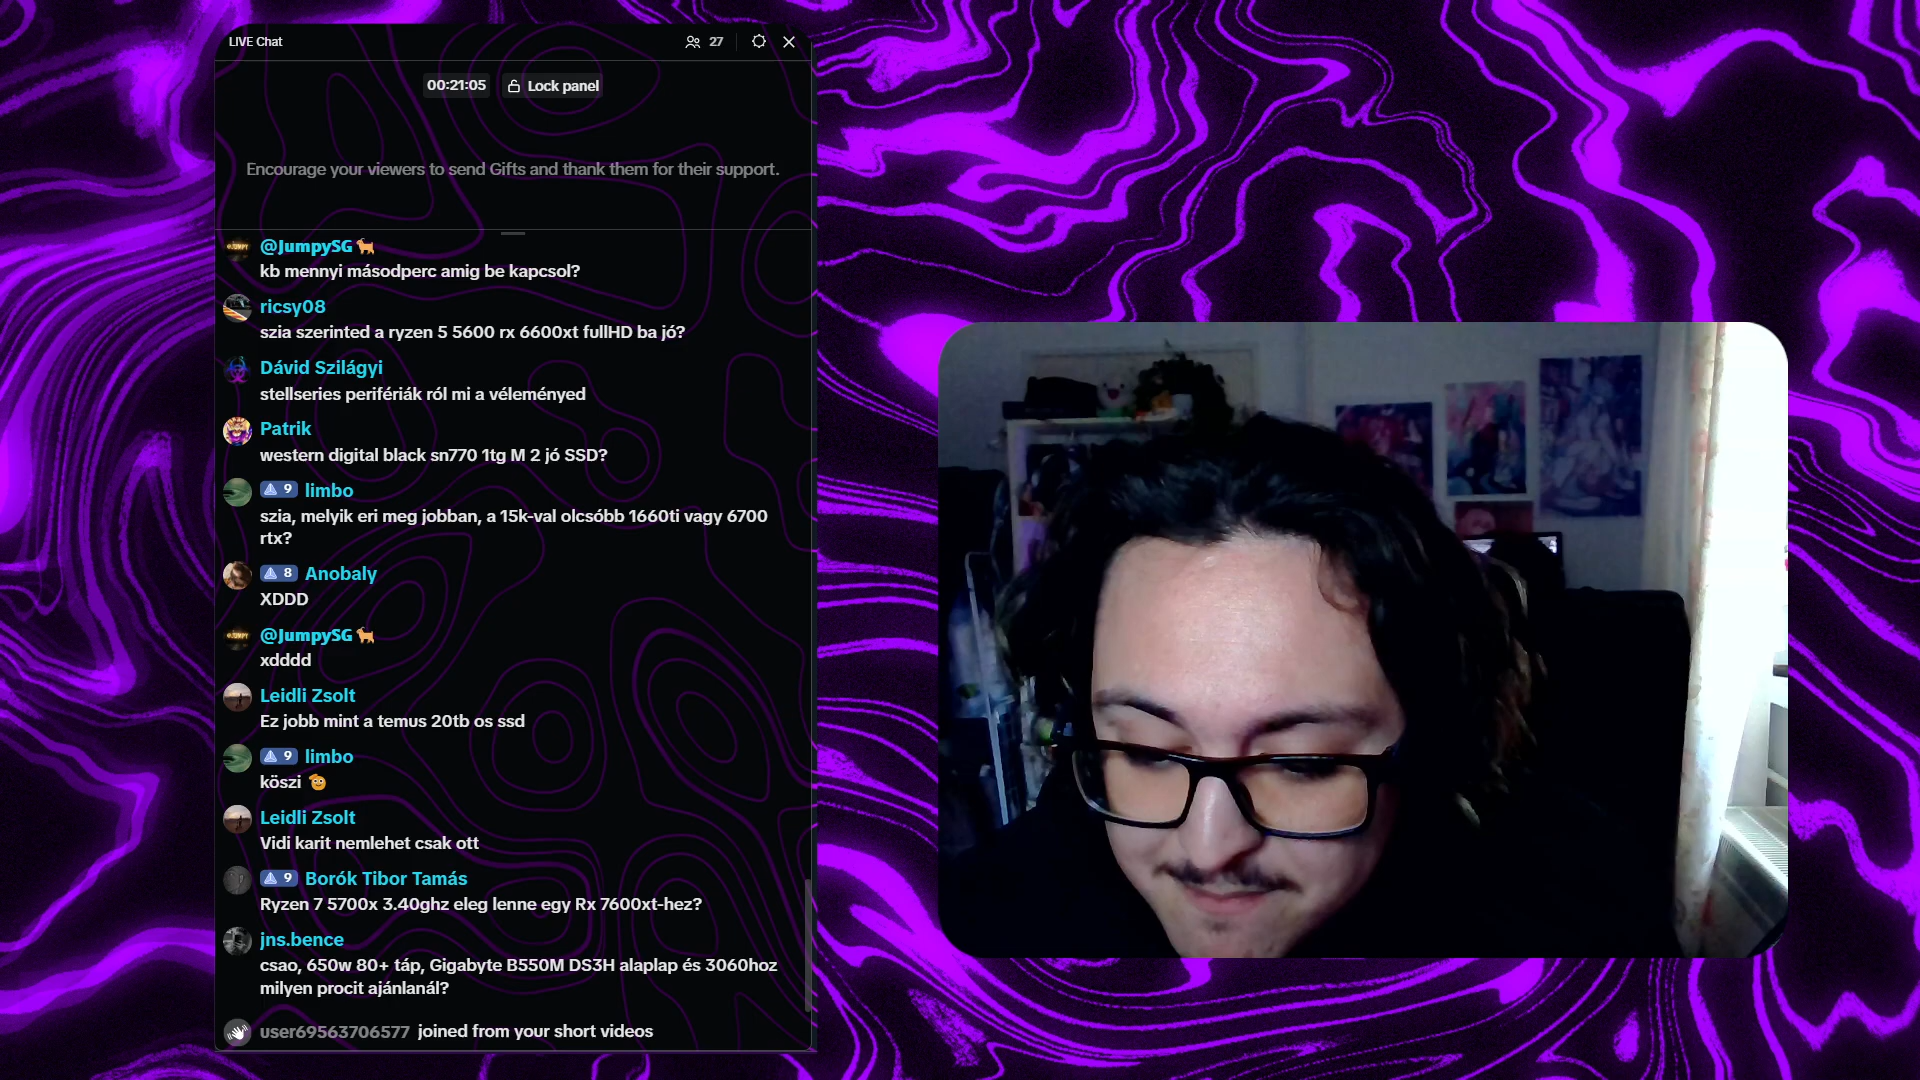 LIVE Chat
27
00:21:05
Lock panel
Encourage your viewers to send Gifts and thank them for their support.
@JumpySG
kb mennyi másodperc amig be kapcsol?
ricsy08
szia szerinted a ryzen 5 5600 rx 6600xt fullHD ba jó?
Dávid Szilágyi
stellseries perifériák ról mi a véleményed
Patrik
western digital black sn770 1tg M 2 jó SSD?
9 limbo
szia, melyik eri meg jobban, a 15k-val olcsóbb 1660ti vagy 6700
rtx?
8 Anobaly
XDDD
@JumpySG
xdddd
Leidli Zsolt
Ez jobb mint a temus 20tb os ssd
9 limbo
köszi
Leidli Zsolt
Vidi karit nemlehet csak ott
9 Borók Tibor Tamás
Ryzen 7 5700x 3.40ghz eleg lenne egy Rx 7600xt-hez?
jns.bence
csao, 650w 80+ táp, Gigabyte B550M DS3H alaplap és 3060hoz
milyen procit ajánlanál?
user69563706577 joined from your short videos